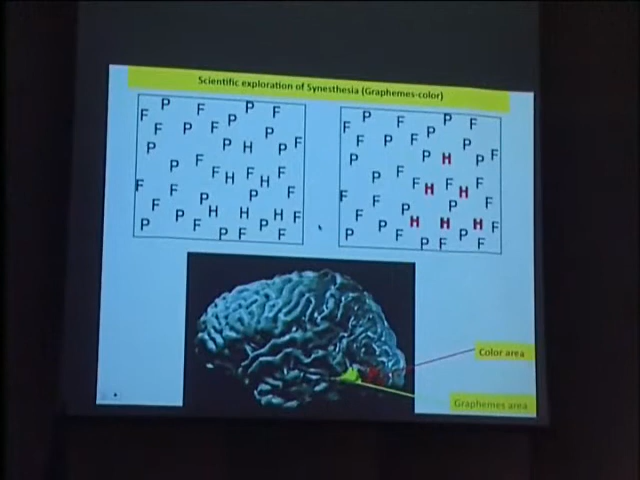 Scientific exploration of Synesthesia (Graphemes-color)
P F P F
F F P F P P
P P H P F
P F F H F H F
F F P P F
F P H H H F
P F P F P F
P F P F
F P F P P
P P H P F
P F F H F H F
F F P P F
F P H H H F
P F P F P F
Color area
Graphemes area